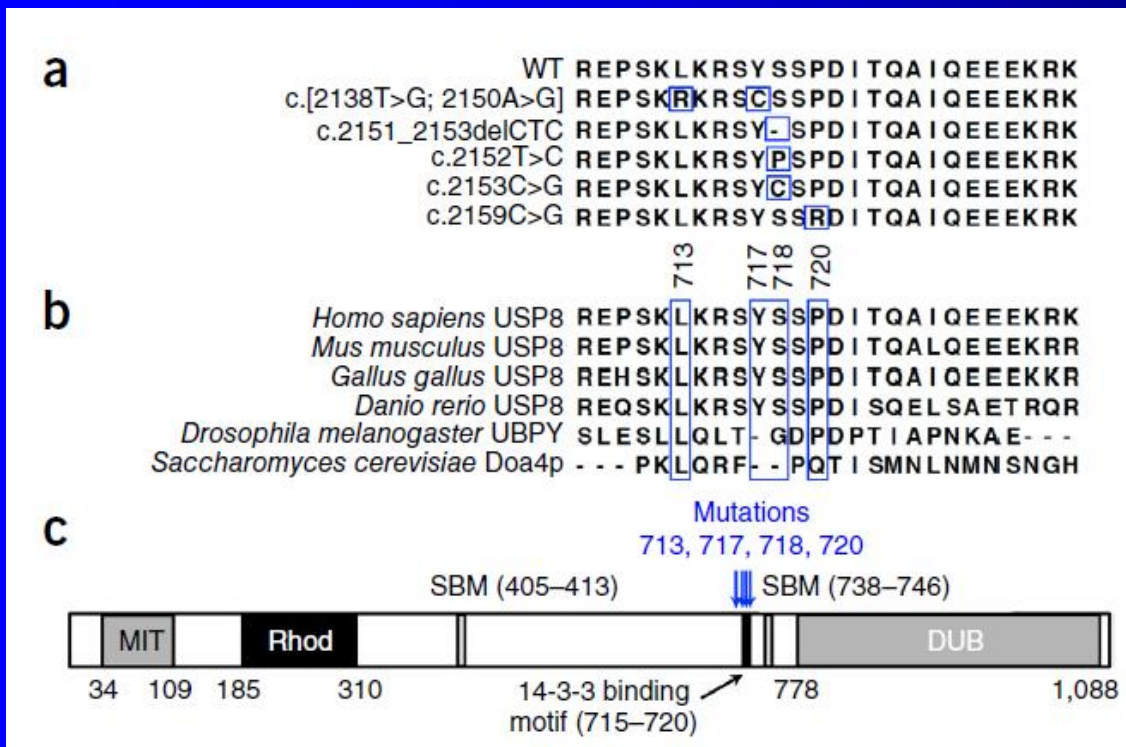 a
WT REPSKLKRSYSSPDITQAIQEEEKRK
c.[2138T>G; 2150A>G] REPSKRKRSCSSPDITQAIQEEEKRK
c.2151_2153delCTC REPSKLKRSY-SPDITQAIQEEEKRK
c.2152T>C REPSKLKRSYPSPDITQAIQEEEKRK
c.2153C>G REPSKLKRSYCSPDITQAIQEEEKRK
c.2159C>G REPSKLKRSYSSRDITQAIQEEEKRK
713 717 718 720
b
Homo sapiens USP8 REPSKLKRSYSSPDITQAIQEEEKRK
Mus musculus USP8 REPSKLKRSYSSPDITQALQEEEKRR
Gallus gallus USP8 REHSKLKRSYSSPDITQAIQEEEKKR
Danio rerio USP8 REQSKLKRSYSSPDISQELSAETRQR
Drosophila melanogaster UBPY SLESLLQLT-GDPDPTIAPNKAE---
Saccharomyces cerevisiae Doa4p ---PKLQRF--PQTISMNLNMNSNGH
c
Mutations
713, 717, 718, 720
SBM (405–413) SBM (738–746)
MIT Rhod DUB
34 109 185 310 14-3-3 binding 778 1,088
motif (715–720)